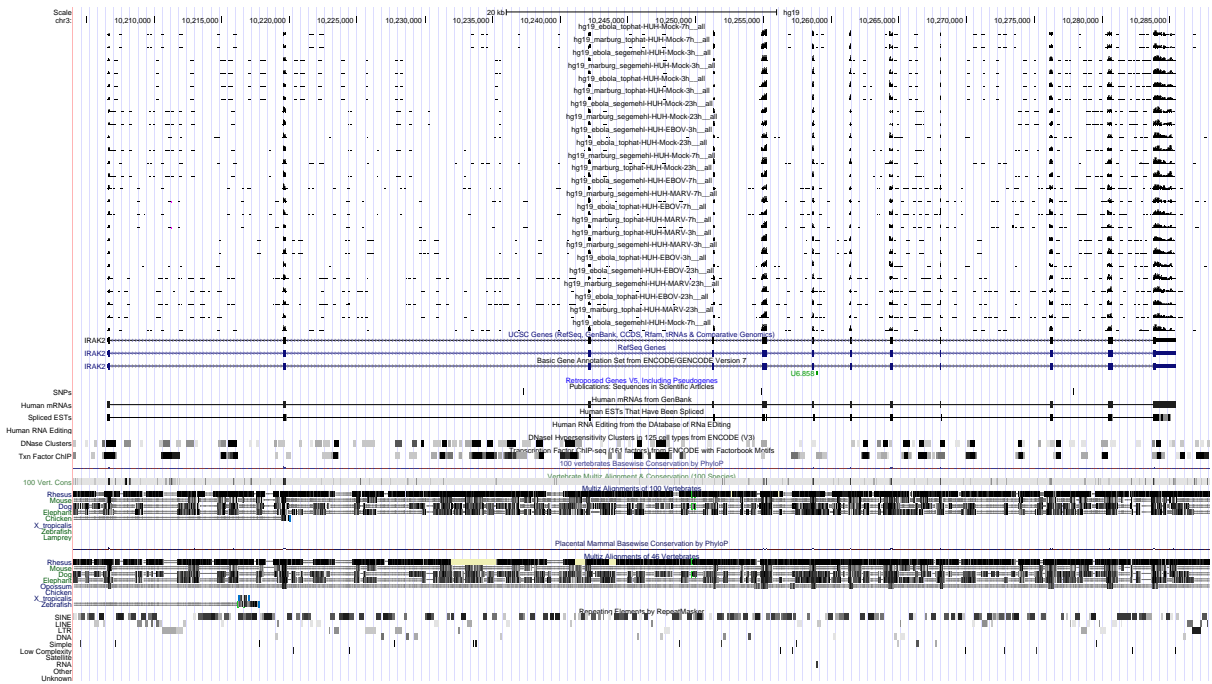 Scale 20 kb hg19
chr3: 10,210,000 10,215,000 10,220,000 10,225,000 10,230,000 10,235,000 10,240,000 10,245,000 10,250,000 10,255,000 10,260,000 10,265,000 10,270,000 10,275,000 10,280,000 10,285,000
hg19_ebola_tophat-HUH-Mock-7h__all
hg19_marburg_tophat-HUH-Mock-7h__all
hg19_ebola_segemehl-HUH-Mock-3h__all
hg19_marburg_segemehl-HUH-Mock-3h__all
hg19_ebola_tophat-HUH-Mock-3h__all
hg19_marburg_tophat-HUH-Mock-3h__all
hg19_ebola_segemehl-HUH-Mock-23h__all
hg19_marburg_segemehl-HUH-Mock-23h__all
hg19_ebola_segemehl-HUH-EBOV-3h__all
hg19_ebola_tophat-HUH-Mock-23h__all
hg19_marburg_segemehl-HUH-Mock-7h__all
hg19_marburg_tophat-HUH-Mock-23h__all
hg19_ebola_segemehl-HUH-EBOV-7h__all
hg19_marburg_segemehl-HUH-MARV-7h__all
hg19_ebola_tophat-HUH-EBOV-7h__all
hg19_marburg_tophat-HUH-MARV-7h__all
hg19_marburg_tophat-HUH-MARV-3h__all
hg19_marburg_segemehl-HUH-MARV-3h__all
hg19_ebola_tophat-HUH-EBOV-3h__all
hg19_ebola_segemehl-HUH-EBOV-23h__all
hg19_marburg_segemehl-HUH-MARV-23h__all
hg19_ebola_tophat-HUH-EBOV-23h__all
hg19_marburg_tophat-HUH-MARV-23h__all
hg19_ebola_segemehl-HUH-Mock-7h__all
UCSC Genes (RefSeq, GenBank, CCDS, Rfam, tRNAs & Comparative Genomics)
IRAK2
RefSeq Genes
IRAK2
Basic Gene Annotation Set from ENCODE/GENCODE Version 7
IRAK2
U6.858
Retroposed Genes V5, Including Pseudogenes
Publications: Sequences in Scientific Articles
SNPs
Human mRNAs from GenBank
Human mRNAs
Human ESTs That Have Been Spliced
Spliced ESTs
Human RNA Editing from the DAtabase of RNa EDiting
Human RNA Editing
DNaseI Hypersensitivity Clusters in 125 cell types from ENCODE (V3)
DNase Clusters
Transcription Factor ChIP-seq (161 factors) from ENCODE with Factorbook Motifs
Txn Factor ChIP
100 vertebrates Basewise Conservation by PhyloP
Vertebrate Multiz Alignment & Conservation (100 Species)
100 Vert. Cons
Multiz Alignments of 100 Vertebrates
Rhesus
Mouse
Dog
Elephant
Chicken
X_tropicalis
Zebrafish
Lamprey
Placental Mammal Basewise Conservation by PhyloP
Multiz Alignments of 46 Vertebrates
Rhesus
Mouse
Dog
Elephant
Opossum
Chicken
X_tropicalis
Zebrafish
Repeating Elements by RepeatMasker
SINE
LINE
LTR
DNA
Simple
Low Complexity
Satellite
RNA
Other
Unknown